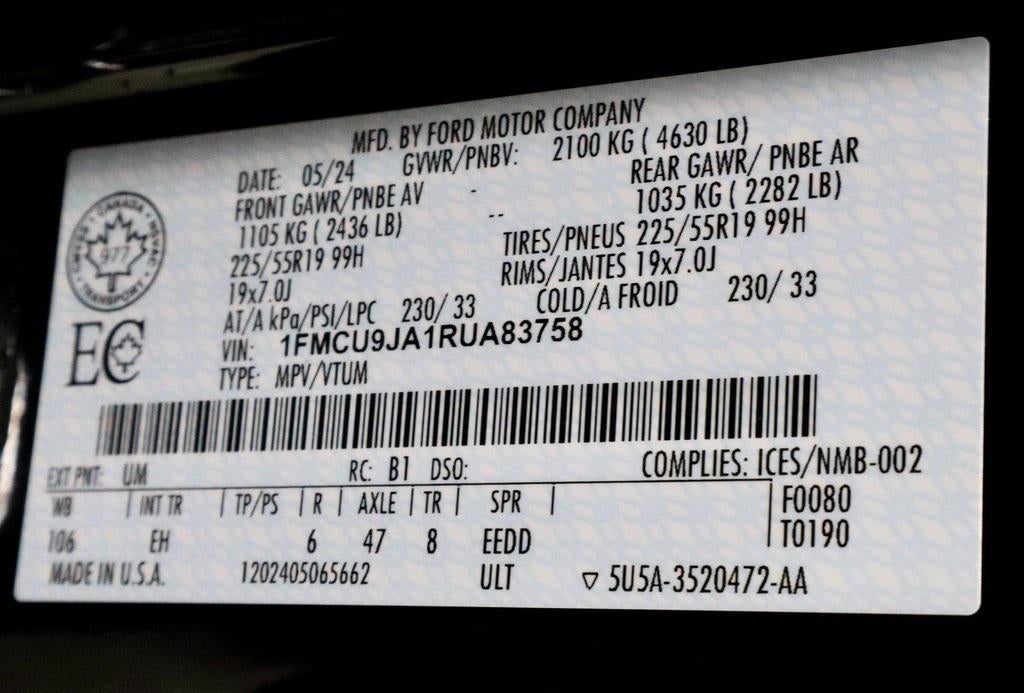 MFD. BY FORD MOTOR COMPANY
DATE: 05/24 GVWR/PNBV: 2100 KG ( 4630 LB)
FRONT GAWR/PNBE AV - REAR GAWR/ PNBE AR
1105 KG ( 2436 LB) -- 1035 KG ( 2282 LB)
225/55R19 99H TIRES/PNEUS 225/55R19 99H
19x7.0J RIMS/JANTES 19x7.0J
AT/A kPa/PSI/LPC 230/ 33 COLD/A FROID 230/ 33
VIN: 1FMCU9JA1RUA83758
TYPE: MPV/VTUM
CANADA
977
TRANSPORT
EC
EXT PNT: UM RC: B1 DSO: COMPLIES: ICES/NMB-002
WB | INT TR | TP/PS | R | AXLE | TR | SPR | F0080
106 EH 6 47 8 EEDD T0190
MADE IN U.S.A. 1202405065662 ULT ▽ 5U5A-3520472-AA